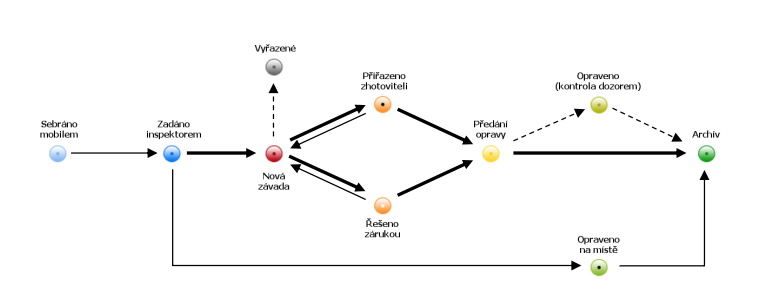 Vyřazené
Přiřazeno
zhotoviteli
Opraveno
(kontrola dozorem)
Sebráno
mobilem
Zadáno
inspektorem
Předání
opravy
Archiv
Nová
závada
Řešeno
zárukou
Opraveno
na místě